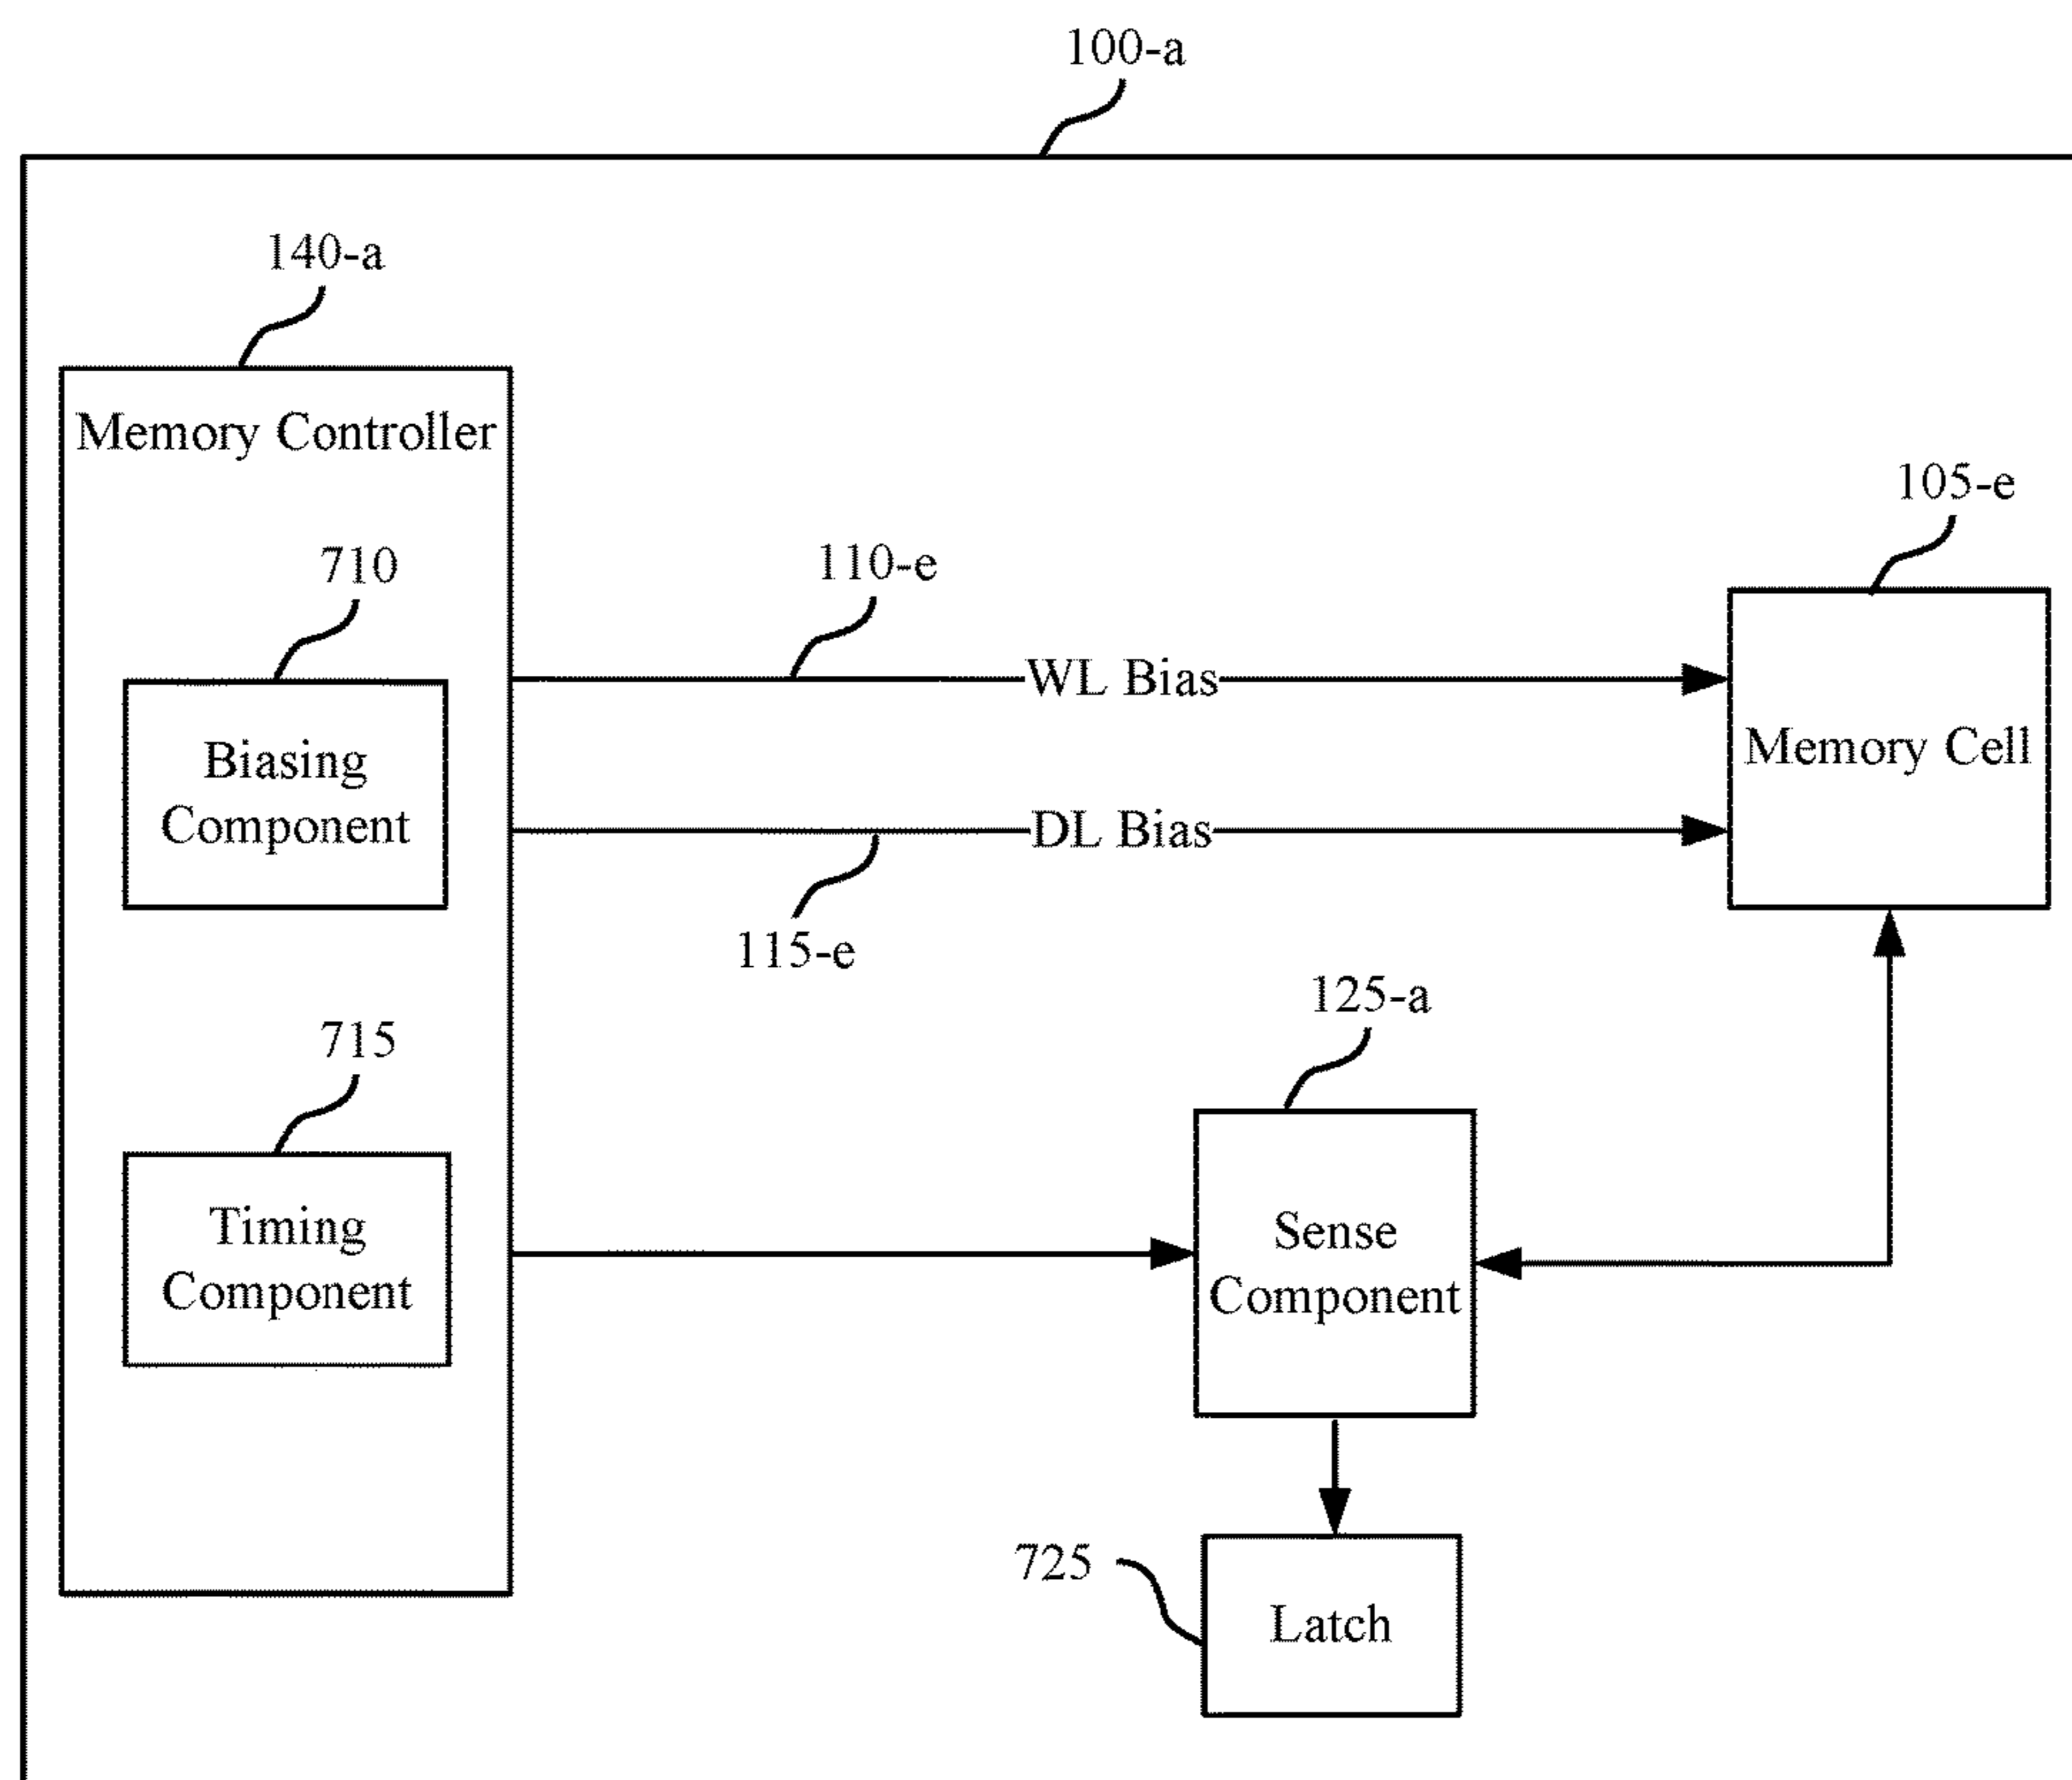 100-a
140-a
Memory Controller
105-e
710
110-e
WL Bias
Memory Cell
Biasing
Component
DL Bias
115-e
125-a
715
Timing
Component
Sense
Component
725
Latch